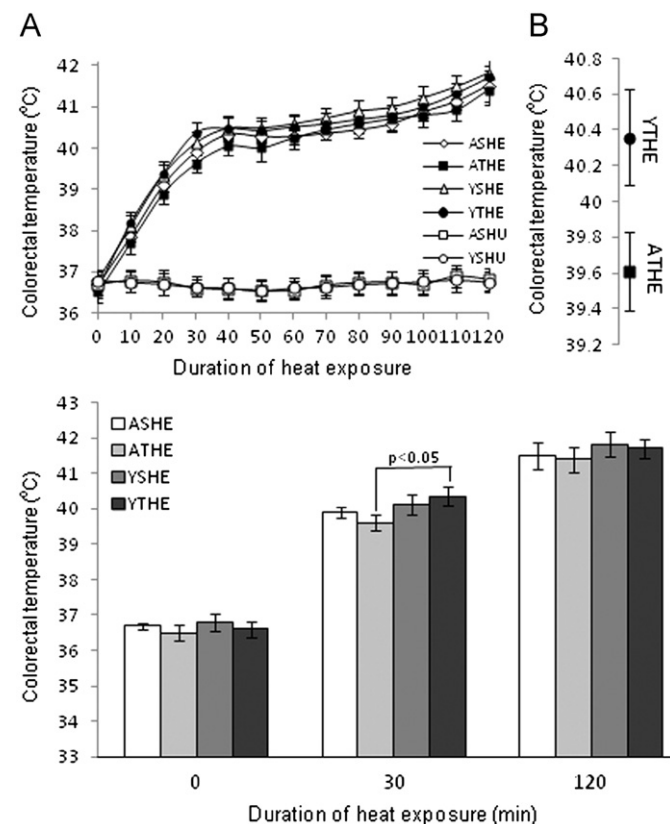 A
B
Colorectal temperature (°C)
42
41
40
39
38
37
36
0 10 20 30 40 50 60 70 80 90 100 110 120
Duration of heat exposure
ASHE
ATHE
YSHE
YTHE
ASHU
YSHU
Colorectal temperature (°C)
40.8
40.6
40.4
40.2
40
39.8
39.6
39.4
39.2
YTHE
ATHE
Colorectal temperature (°C)
43
42
41
40
39
38
37
36
35
34
33
ASHE
ATHE
YSHE
YTHE
p<0.05
0 30 120
Duration of heat exposure (min)